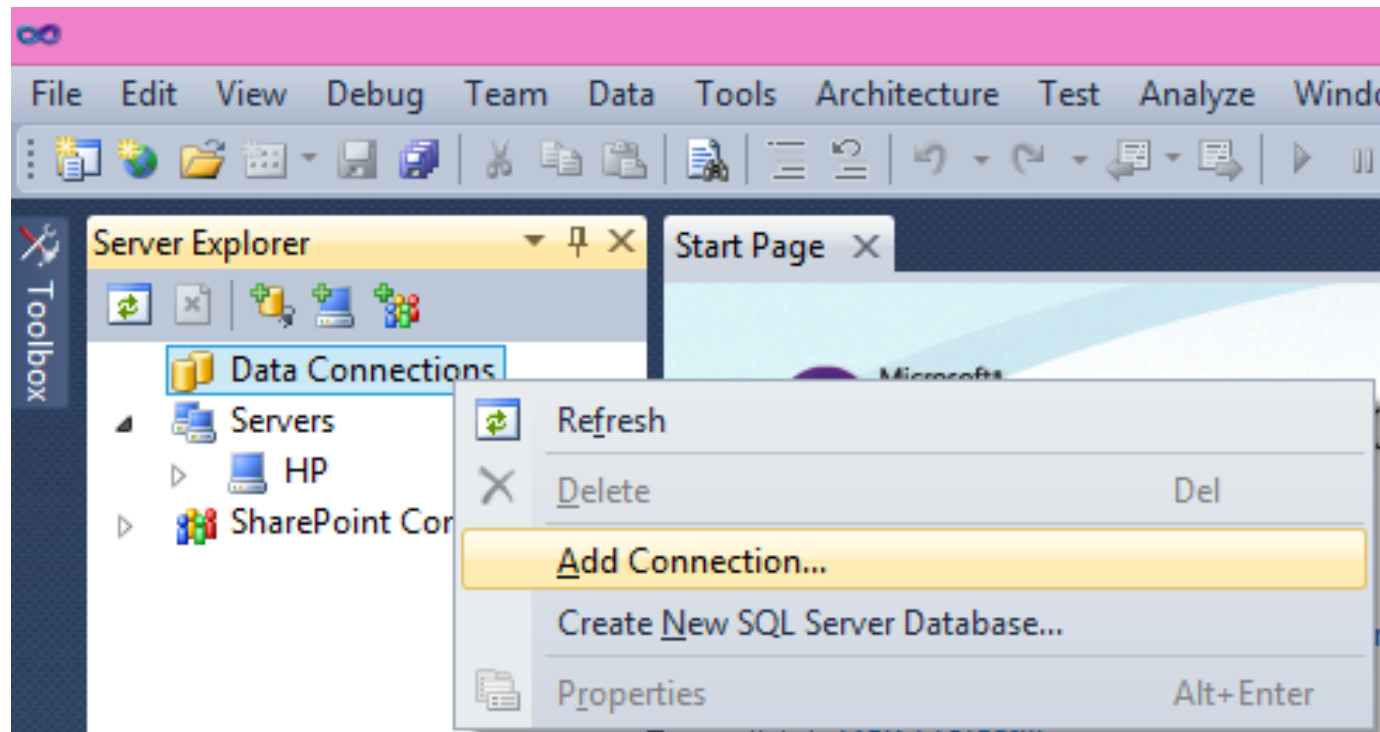 File Edit View Debug Team Data Tools Architecture Test Analyze
Server Explorer
Start Page
Toolbox
Data Connections
Microsoft®
Servers
HP
SharePoint
Refresh
Delete Del
Add Connection...
Create New SQL Server Database...
Properties Alt+Enter